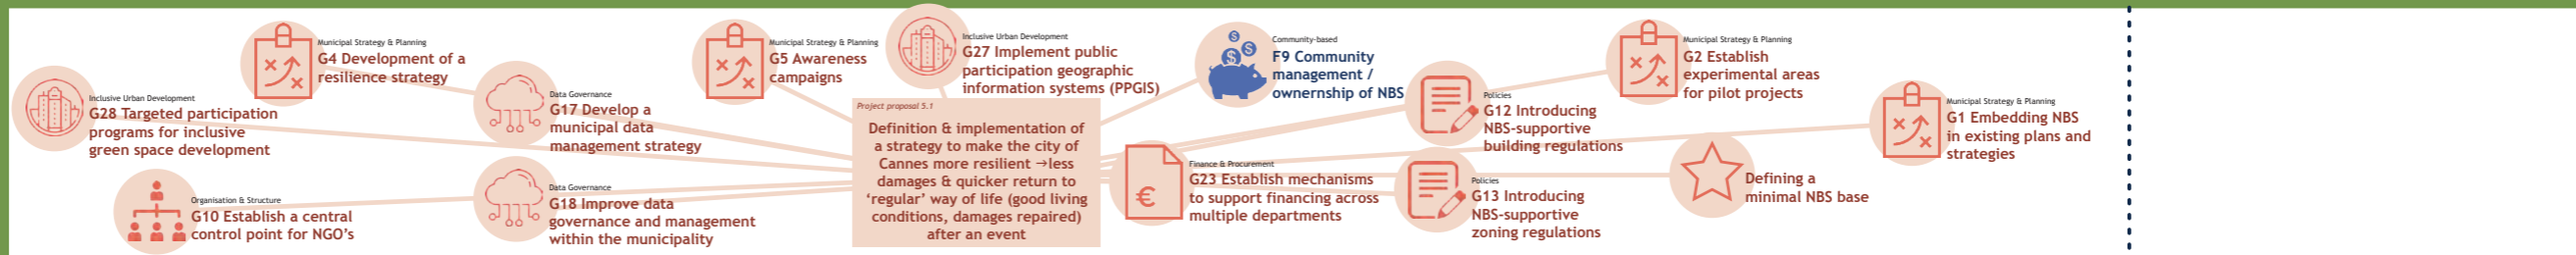 Inclusive Urban Development
G28 Targeted participation
programs for inclusive
green space development
Municipal Strategy & Planning
G4 Development of a
resilience strategy
Organisation & Structure
G10 Establish a central
control point for NGO's
Data Governance
G17 Develop a
municipal data
management strategy
Data Governance
G18 Improve data
governance and management
within the municipality
Municipal Strategy & Planning
G5 Awareness
campaigns
Inclusive Urban Development
G27 Implement public
participation geographic
information systems (PPGIS)
Project proposal 5.1
Definition & implementation of
a strategy to make the city of
Cannes more resilient →less
damages & quicker return to
‘regular’ way of life (good living
conditions, damages repaired)
after an event
Community-based
F9 Community
management /
ownernship of NBS
Finance & Procurement
G23 Establish mechanisms
to support financing across
multiple departments
Policies
G12 Introducing
NBS-supportive
building regulations
Policies
G13 Introducing
NBS-supportive
zoning regulations
Municipal Strategy & Planning
G2 Establish
experimental areas
for pilot projects
Defining a
minimal NBS base
Municipal Strategy & Planning
G1 Embedding NBS
in existing plans and
strategies